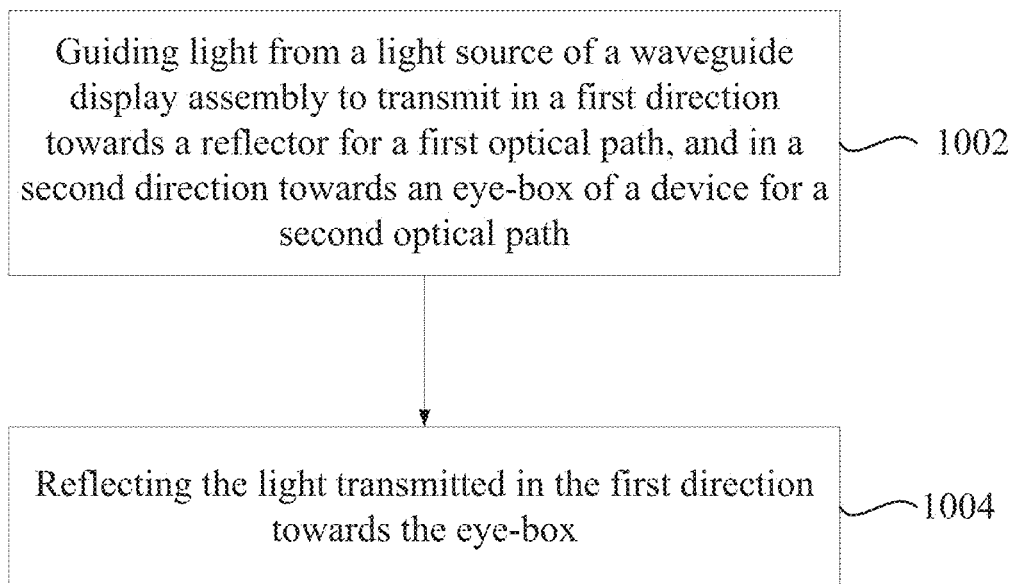 Guiding light from a light source of a waveguide
display assembly to transmit in a first direction
towards a reflector for a first optical path, and in a
second direction towards an eye-box of a device for a
second optical path
1002
Reflecting the light transmitted in the first direction
towards the eye-box
1004